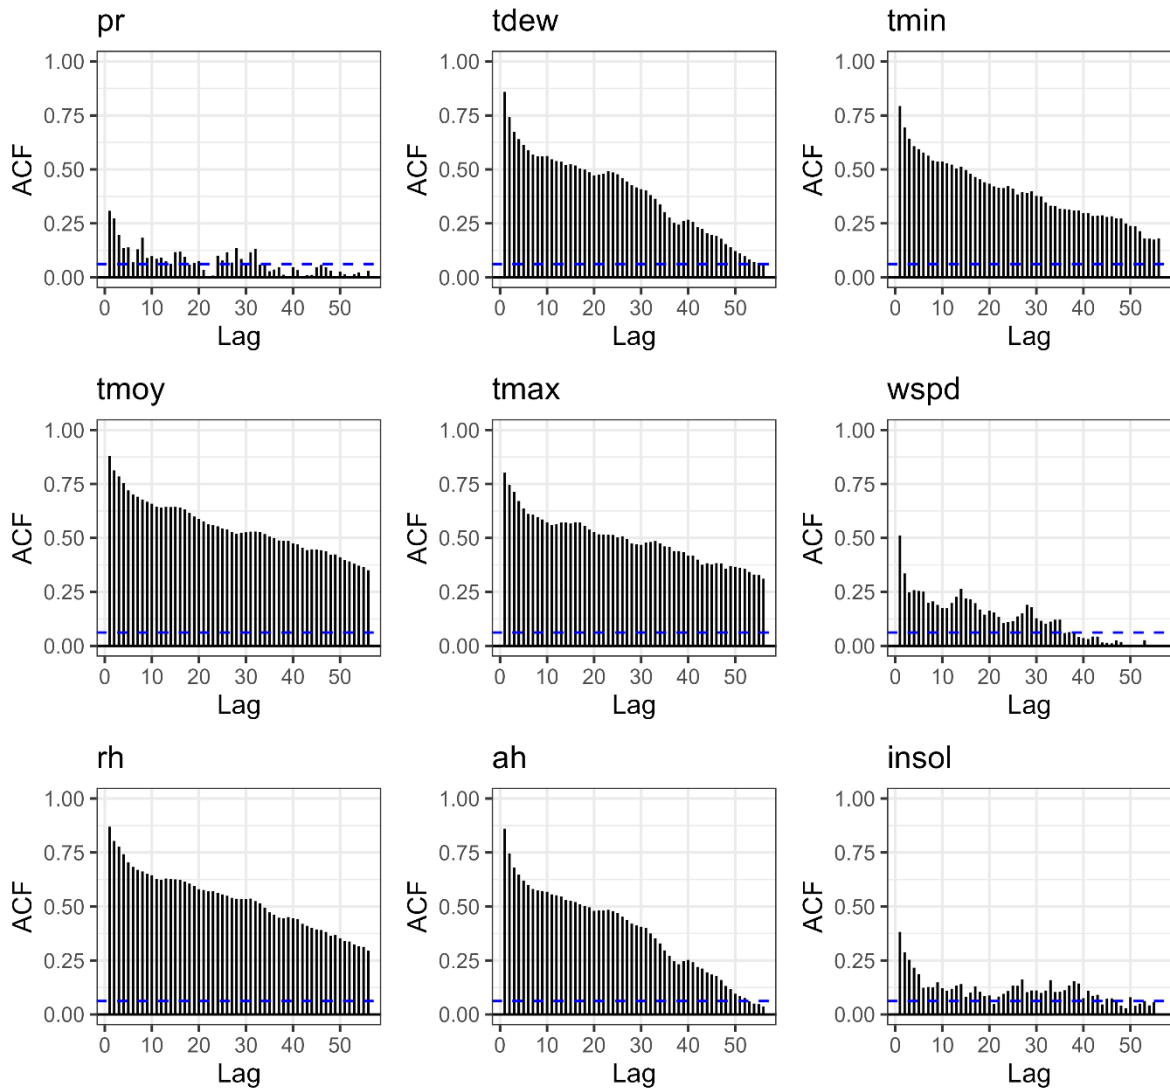 pr tdew tmin
1.00 1.00 1.00
0.75 0.75 0.75
ACF 0.50 ACF 0.50 ACF 0.50
0.25 0.25 0.25
0.00 0.00 0.00
0 10 20 30 40 50 0 10 20 30 40 50 0 10 20 30 40 50
Lag Lag Lag
tmoy tmax wspd
1.00 1.00 1.00
0.75 0.75 0.75
ACF 0.50 ACF 0.50 ACF 0.50
0.25 0.25 0.25
0.00 0.00 0.00
0 10 20 30 40 50 0 10 20 30 40 50 0 10 20 30 40 50
Lag Lag Lag
rh ah insol
1.00 1.00 1.00
0.75 0.75 0.75
ACF 0.50 ACF 0.50 ACF 0.50
0.25 0.25 0.25
0.00 0.00 0.00
0 10 20 30 40 50 0 10 20 30 40 50 0 10 20 30 40 50
Lag Lag Lag